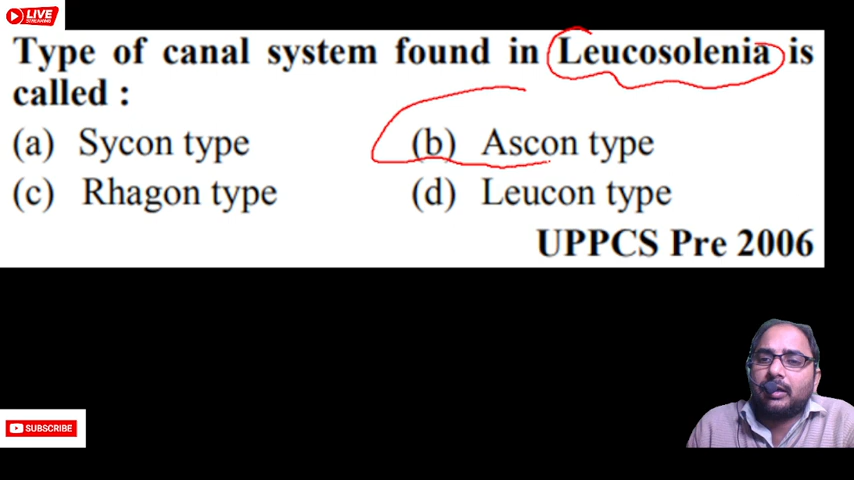 LIVE
STREAMING
Type of canal system found in Leucosolenia is
called :
(a) Sycon type (b) Ascon type
(c) Rhagon type (d) Leucon type
UPPCS Pre 2006
SUBSCRIBE